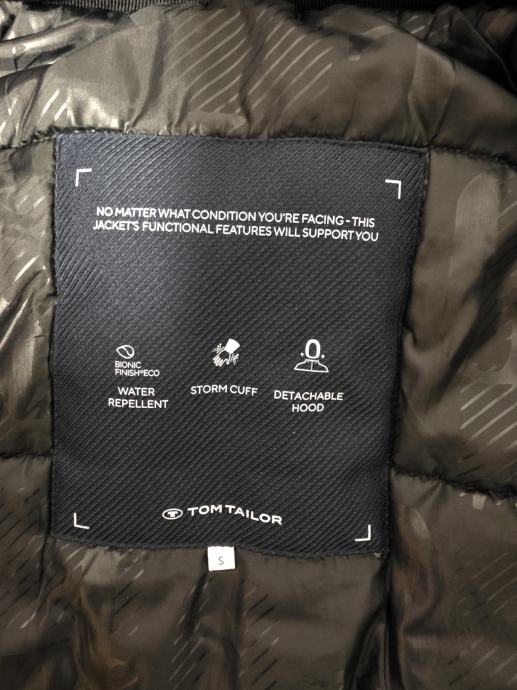 NO MATTER WHAT CONDITION YOU'RE FACING - THIS
JACKET'S FUNCTIONAL FEATURES WILL SUPPORT YOU
BIONIC
FINISH®ECO
WATER
REPELLENT
STORM CUFF
DETACHABLE
HOOD
TOM TAILOR
S